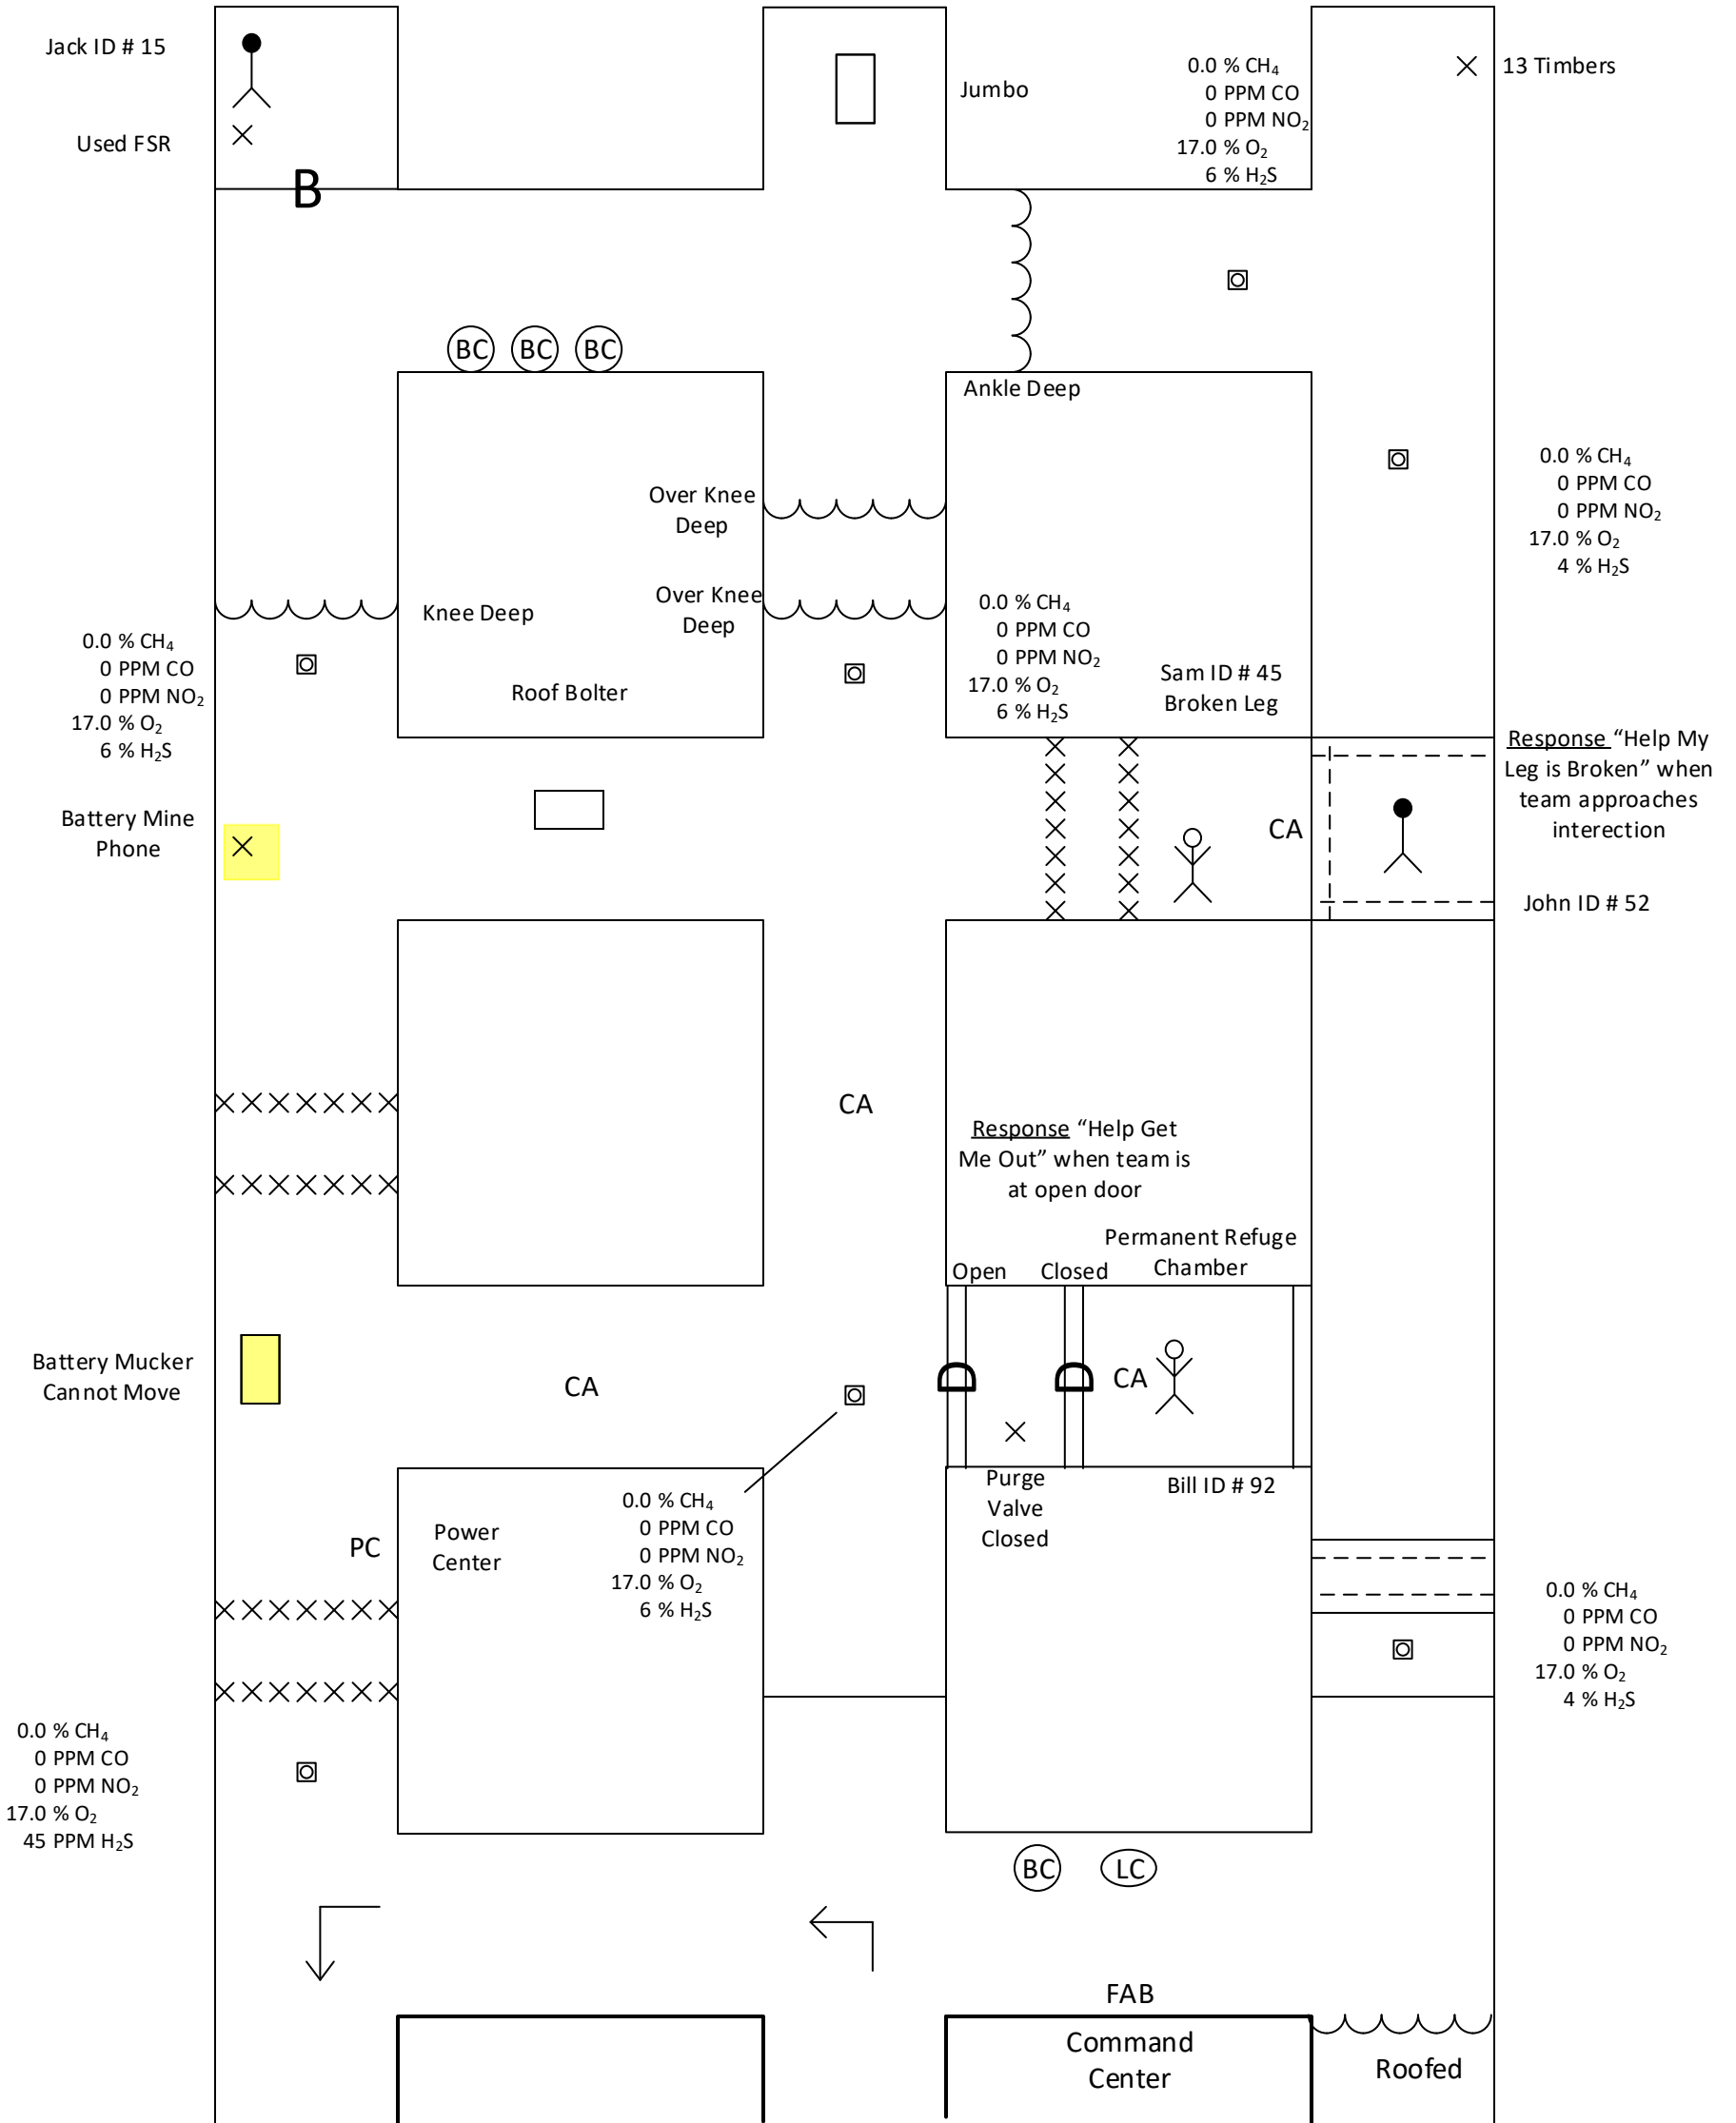 Jack ID # 15
Used FSR
B
Jumbo
0.0 % CH₄
0 PPM CO
0 PPM NO₂
17.0 % O₂
6 % H₂S
13 Timbers
BC BC BC
Ankle Deep
Over Knee
Deep
Over Knee
Deep
Knee Deep
0.0 % CH₄
0 PPM CO
0 PPM NO₂
17.0 % O₂
4 % H₂S
0.0 % CH₄
0 PPM CO
0 PPM NO₂
17.0 % O₂
6 % H₂S
Roof Bolter
0.0 % CH₄
0 PPM CO
0 PPM NO₂
17.0 % O₂
6 % H₂S
Sam ID # 45
Broken Leg
Response “Help My
Leg is Broken” when
team approaches
interection
Battery Mine
Phone
CA
John ID # 52
CA
Response “Help Get
Me Out” when team is
at open door
Permanent Refuge
Chamber
Open
Closed
Battery Mucker
Cannot Move
CA
D
D
CA
Purge
Valve
Closed
Bill ID # 92
PC
Power
Center
0.0 % CH₄
0 PPM CO
0 PPM NO₂
17.0 % O₂
6 % H₂S
0.0 % CH₄
0 PPM CO
0 PPM NO₂
17.0 % O₂
4 % H₂S
0.0 % CH₄
0 PPM CO
0 PPM NO₂
17.0 % O₂
45 PPM H₂S
BC LC
FAB
Command
Center
Roofed